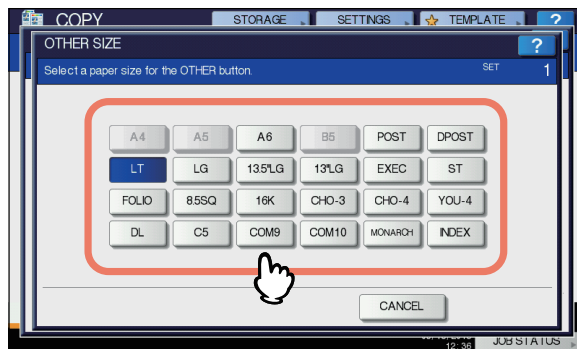 COPY STORAGE SETTINGS TEMPLATE ?
OTHER SIZE ?
Select a paper size for the OTHER button. SET 1
A4 A5 A6 B5 POST DPOST
LT LG 13.5"LG 13"LG EXEC ST
FOLIO 8.5SQ 16K CHO-3 CHO-4 YOU-4
DL C5 COM9 COM10 MONARCH INDEX
CANCEL
12:36 JOB STATUS